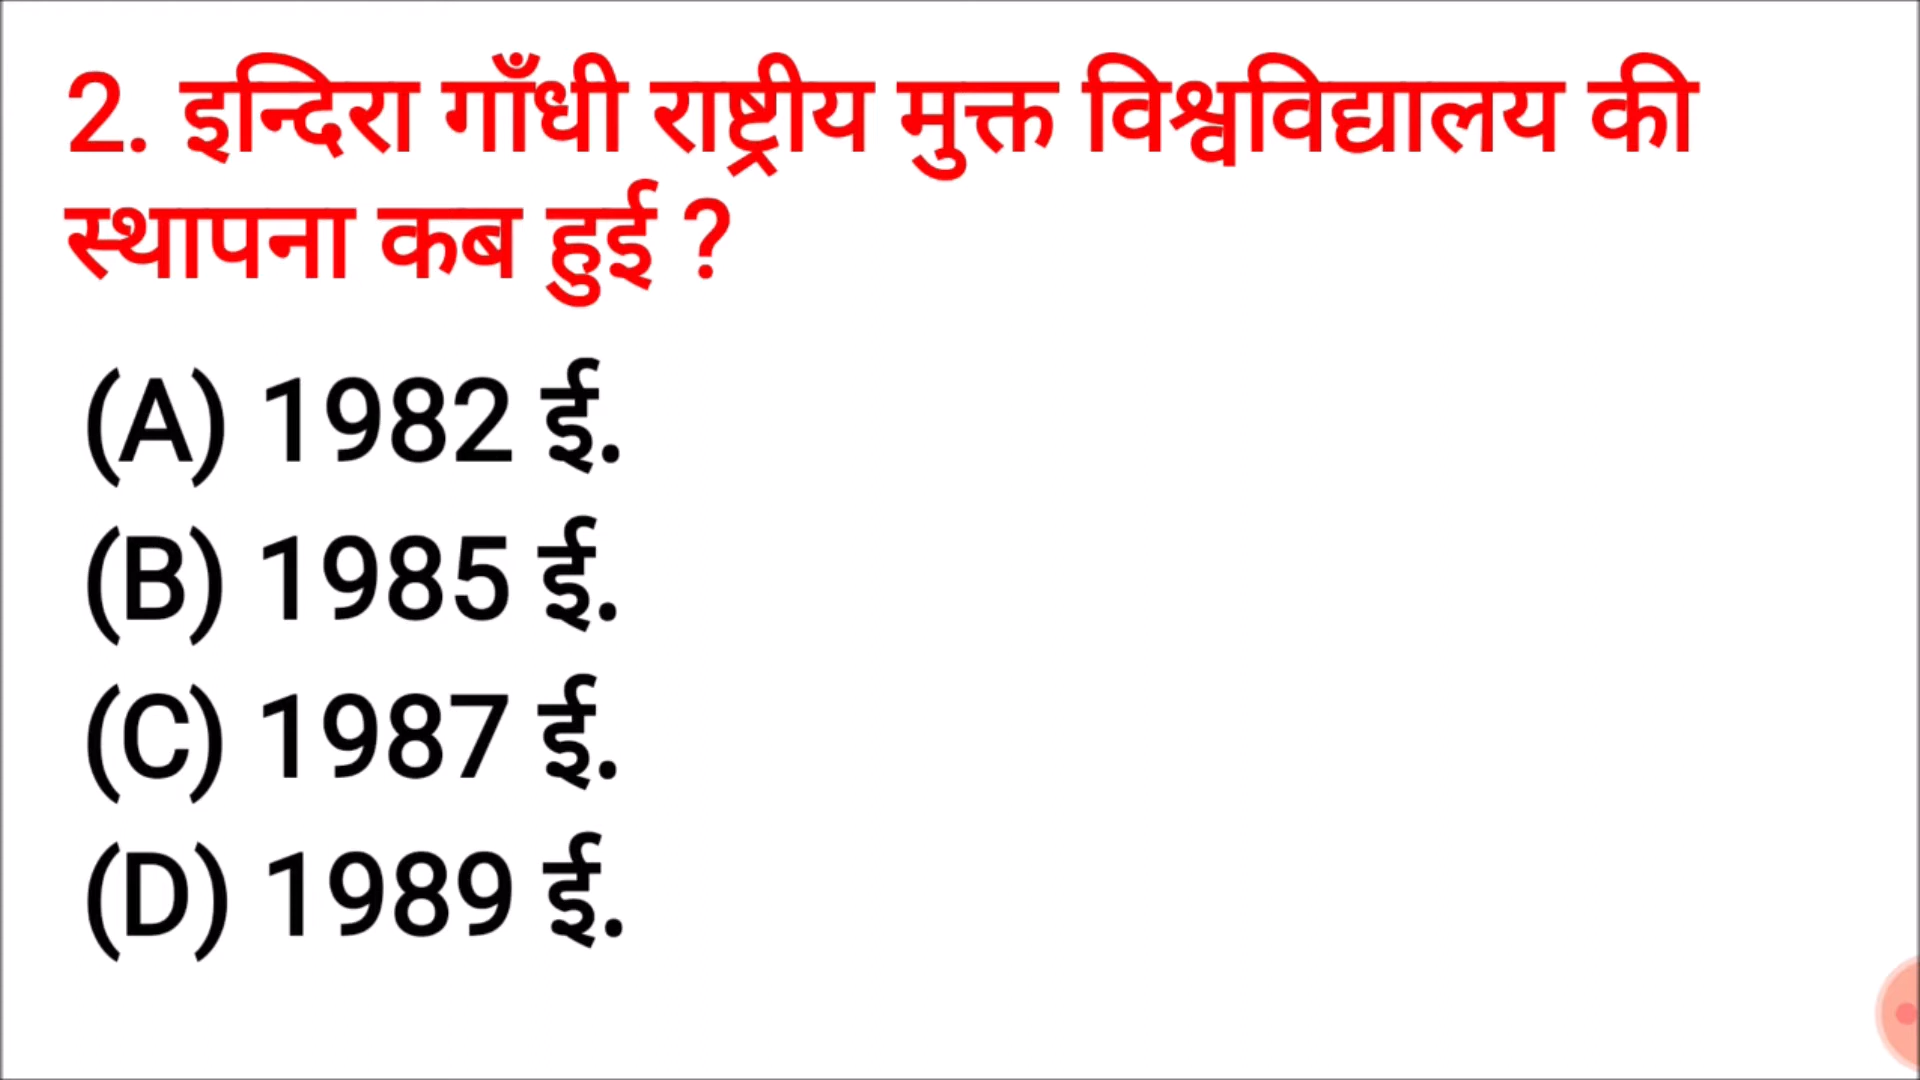 2. इन्दिरा गाँधी राष्ट्रीय मुक्त विश्वविद्यालय की
स्थापना कब हुई ?
(A) 1982 ई.
(B) 1985 ई.
(C) 1987 ई.
(D) 1989 ई.